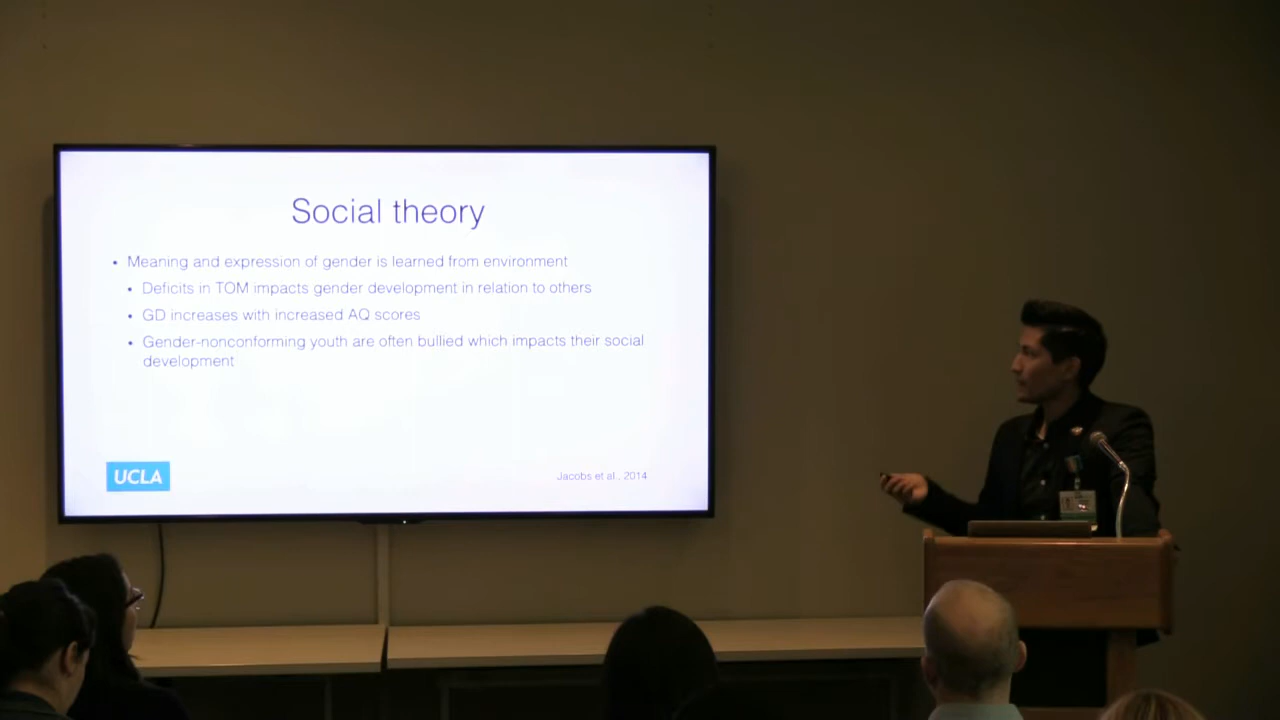 Social theory
• Meaning and expression of gender is learned from environment
• Deficits in TOM impacts gender development in relation to others
• GD increases with increased AQ scores
• Gender-nonconforming youth are often bullied which impacts their social
development
UCLA
Jacobs et al., 2014